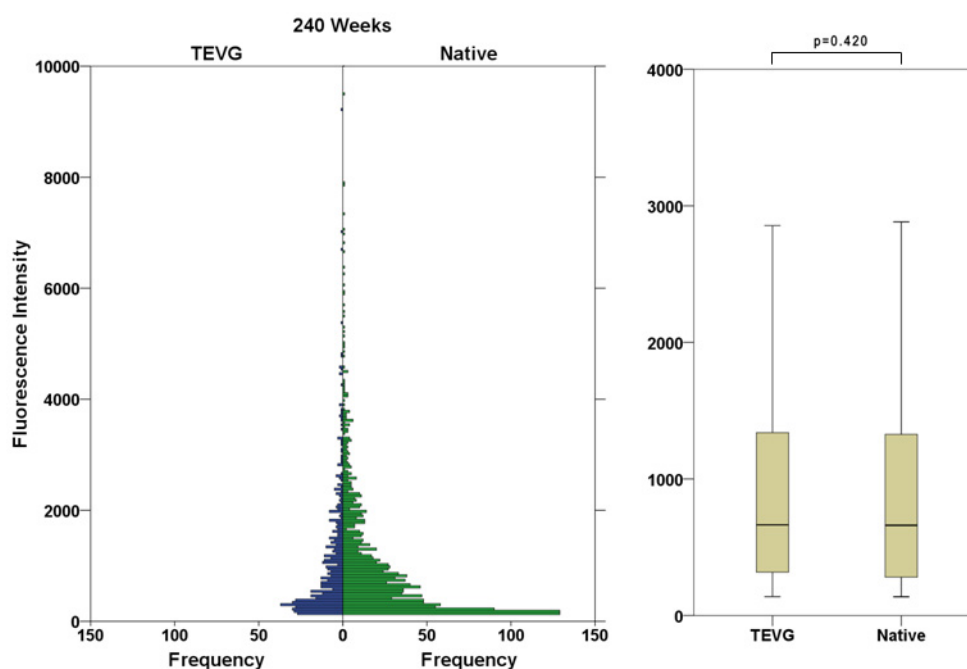 240 Weeks
TEVG Native
10000
8000
6000
4000
2000
0
Fluorescence Intensity
150 100 50 0 50 100 150
Frequency Frequency
p=0.420
4000
3000
2000
1000
0
TEVG Native